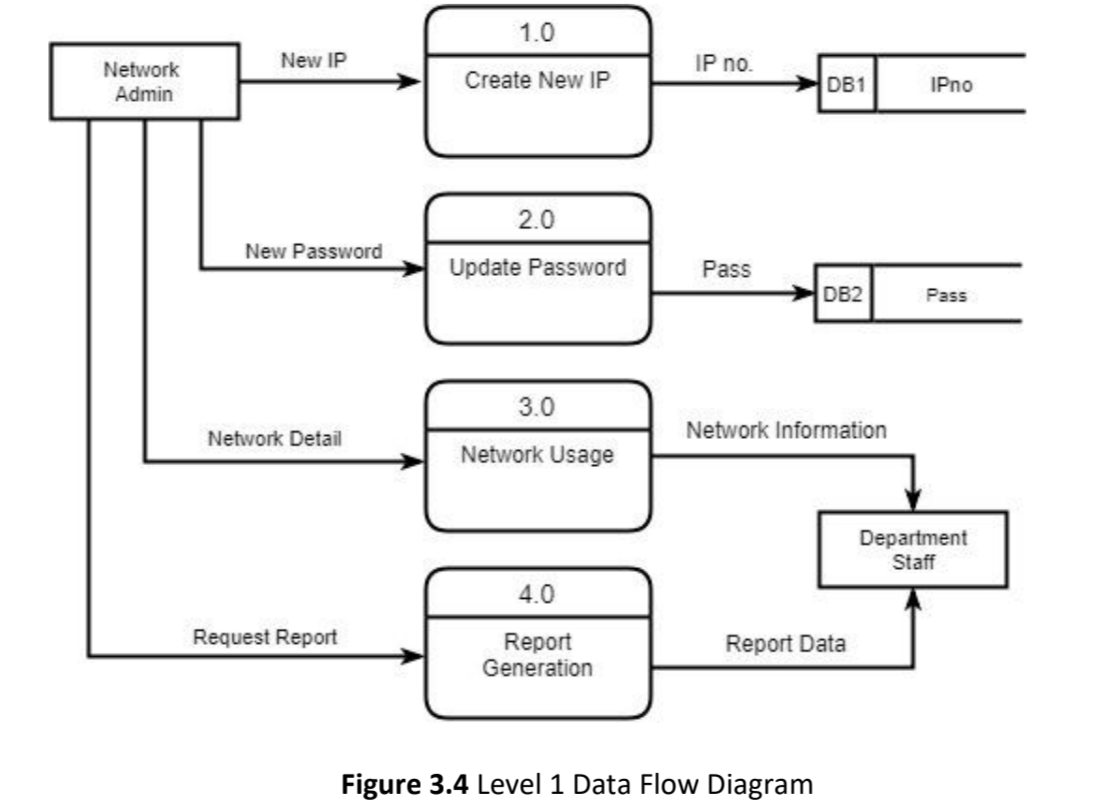 1.0
Network
Admin
New IP
Create New IP
IP no.
DB1
IPno
2.0
New Password
Update Password
Pass
DB2
Pass
3.0
Network Detail
Network Usage
Network Information
Department
Staff
4.0
Request Report
Report
Generation
Report Data
Figure 3.4 Level 1 Data Flow Diagram